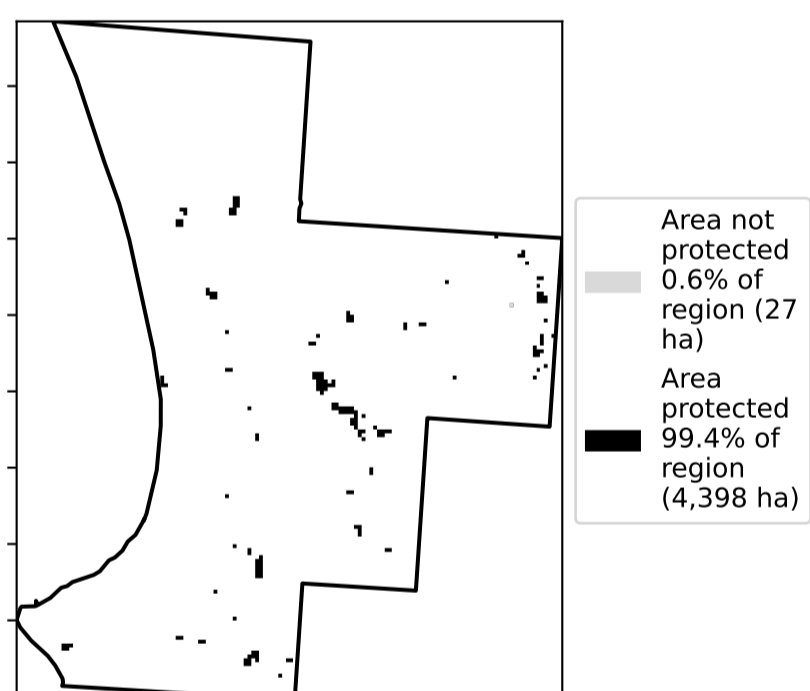 Area not
protected
0.6% of
region (27
ha)
Area
protected
99.4% of
region
(4,398 ha)